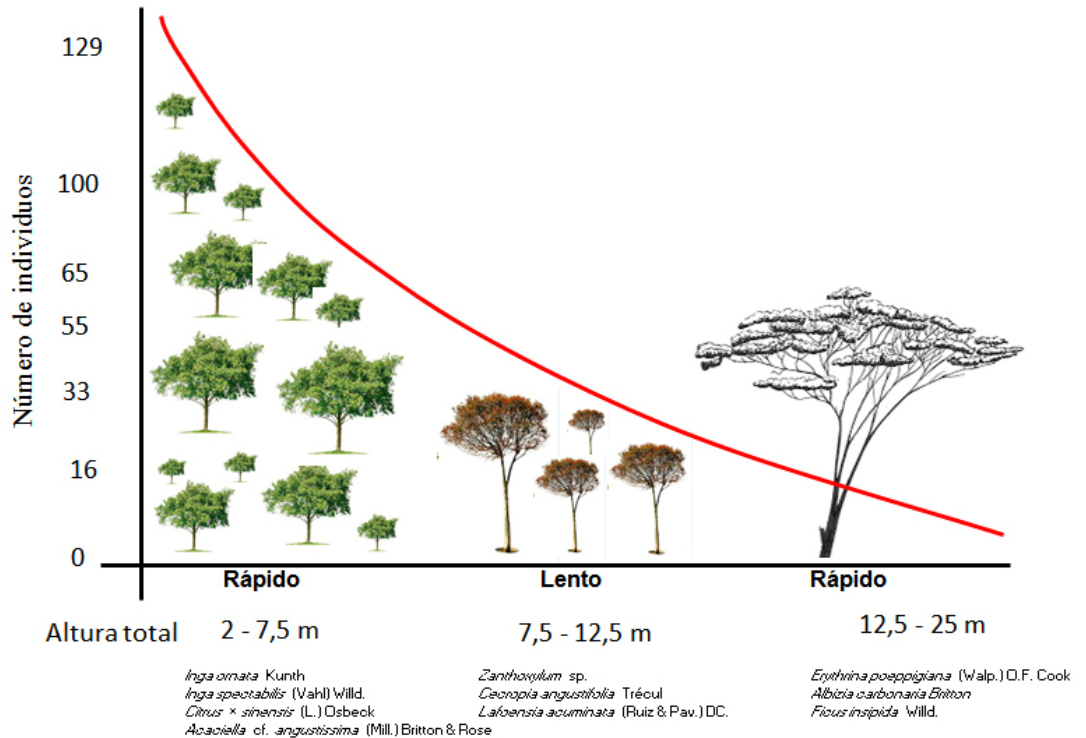 Número de individuos
129
100
65
55
33
16
0
Rápido Lento Rápido
Altura total 2 - 7,5 m 7,5 - 12,5 m 12,5 - 25 m
Inga ornata Kunth
Inga spectabilis (Vahl) Willd.
Citrus × sinensis (L.) Osbeck
Acaciella cf. angustissima (Mill.) Britton & Rose
Zanthoxylum sp.
Cecropia angustifolia Trécul
Lafoensia acuminata (Ruiz & Pav.) DC.
Erythrina poeppigiana (Walp.) O.F. Cook
Albizia carbonaria Britton
Ficus insipida Willd.